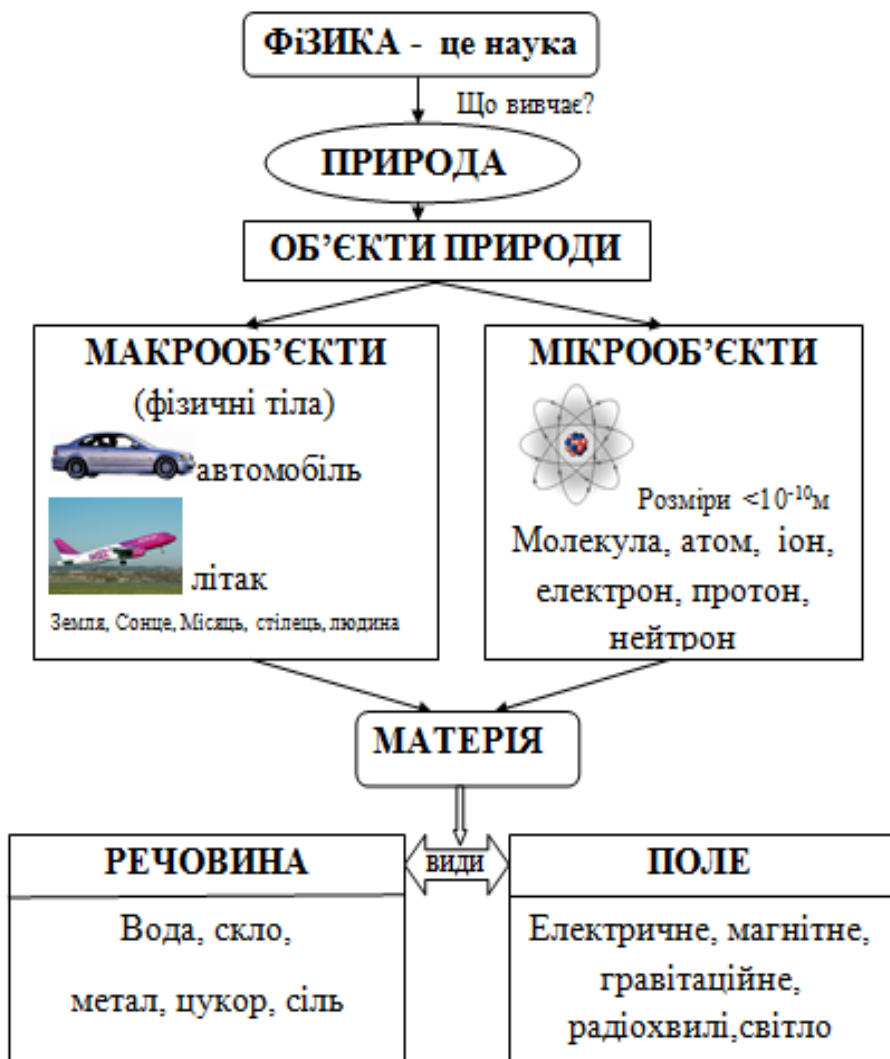 ФіЗИКА - це наука
Що вивчає?
ПРИРОДА
ОБ’ЄКТИ ПРИРОДИ
МАКРООБ’ЄКТИ
(фізичні тіла)
автомобіль
літак
Земля, Сонце, Місяць, стілець, людина
МІКРООБ’ЄКТИ
Розміри <10⁻¹⁰м
Молекула, атом, іон,
електрон, протон,
нейтрон
МАТЕРІЯ
види
РЕЧОВИНА
Вода, скло,
метал, цукор, сіль
ПОЛЕ
Електричне, магнітне,
гравітаційне,
радіохвилі,світло